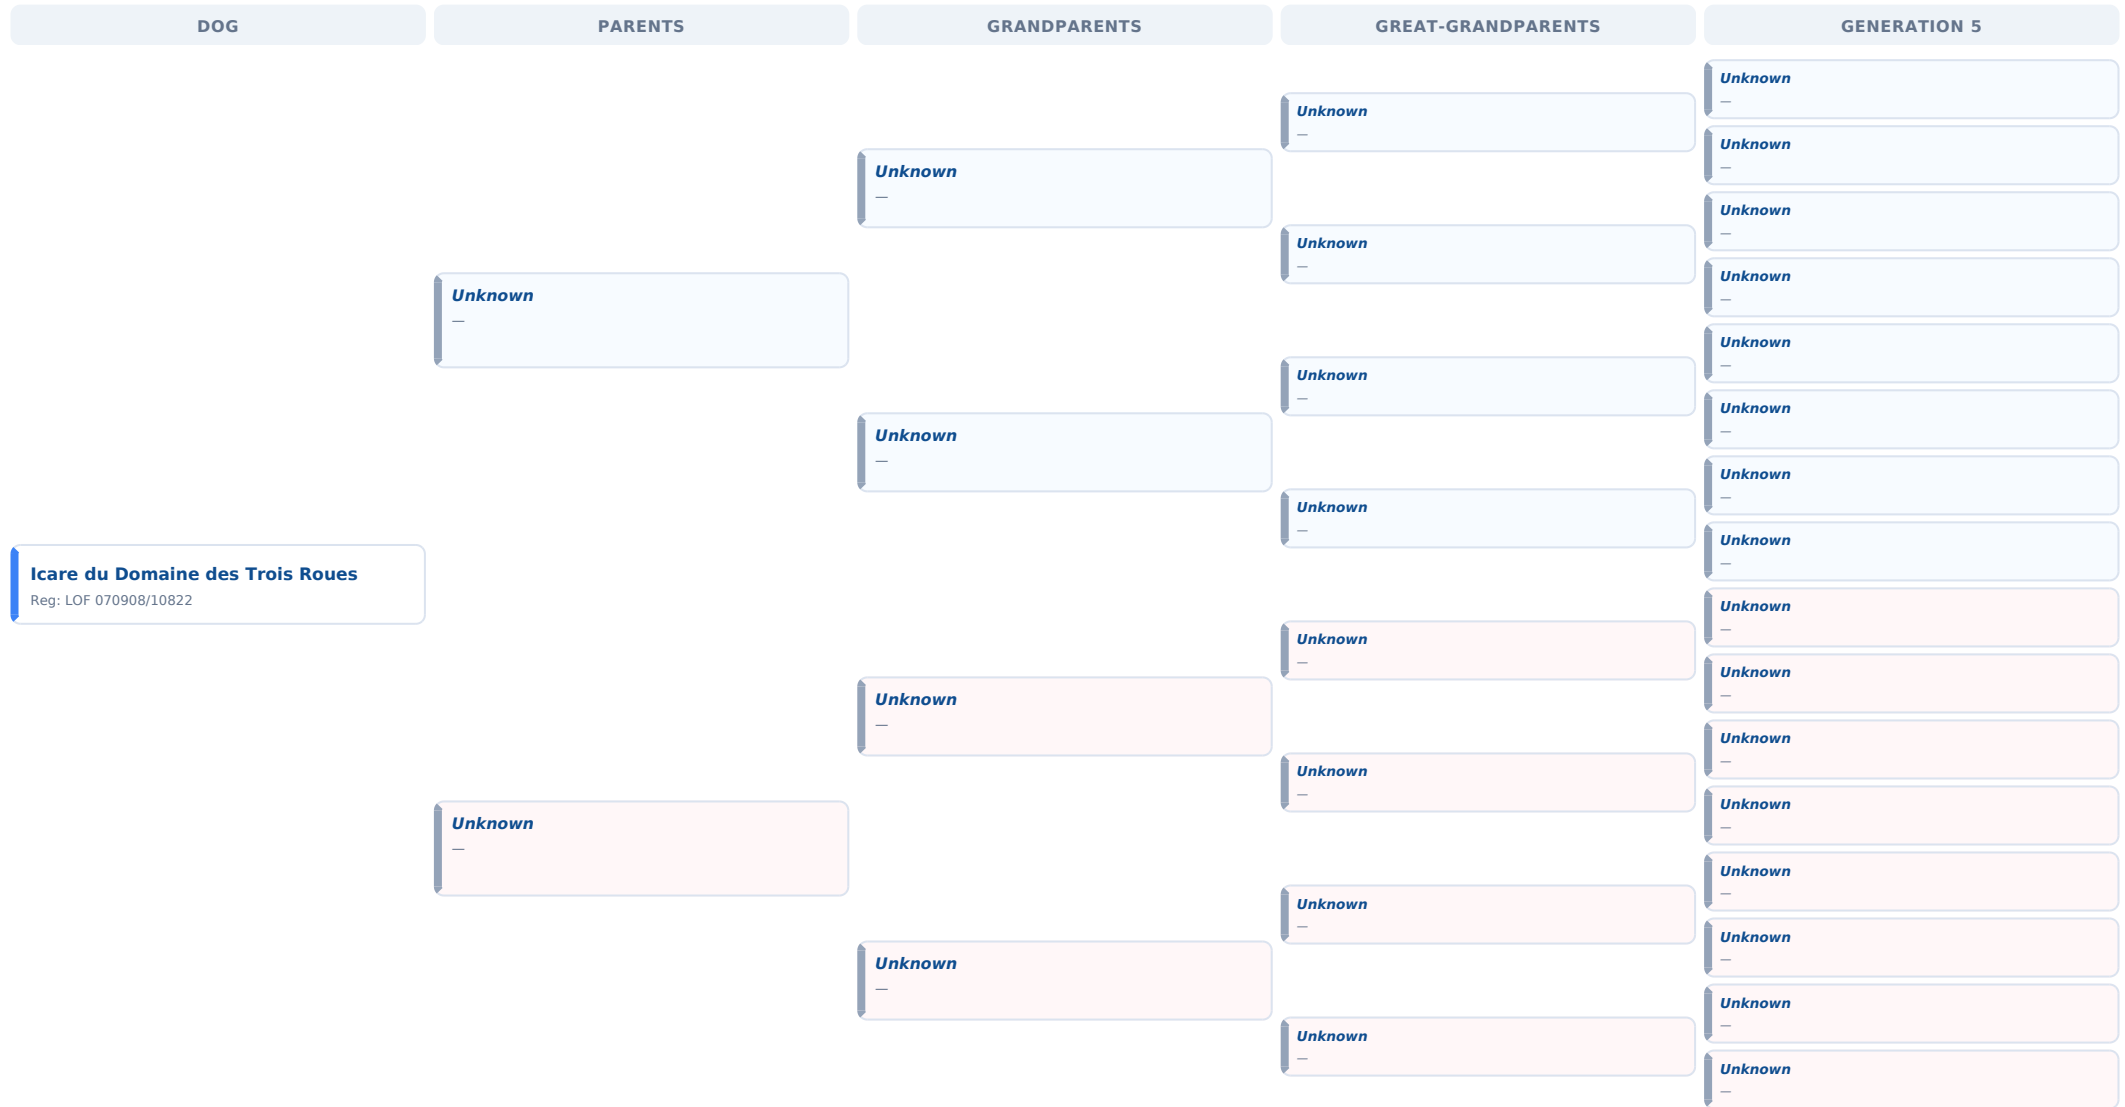 DOG
PARENTS
GRANDPARENTS
GREAT-GRANDPARENTS
GENERATION 5
Icare du Domaine des Trois Roues
Reg: LOF 070908/10822
Unknown
—
Unknown
—
Unknown
—
Unknown
—
Unknown
—
Unknown
—
Unknown
—
Unknown
—
Unknown
—
Unknown
—
Unknown
—
Unknown
—
Unknown
—
Unknown
—
Unknown
—
Unknown
—
Unknown
—
Unknown
—
Unknown
—
Unknown
—
Unknown
—
Unknown
—
Unknown
—
Unknown
—
Unknown
—
Unknown
—
Unknown
—
Unknown
—
Unknown
—
Unknown
—